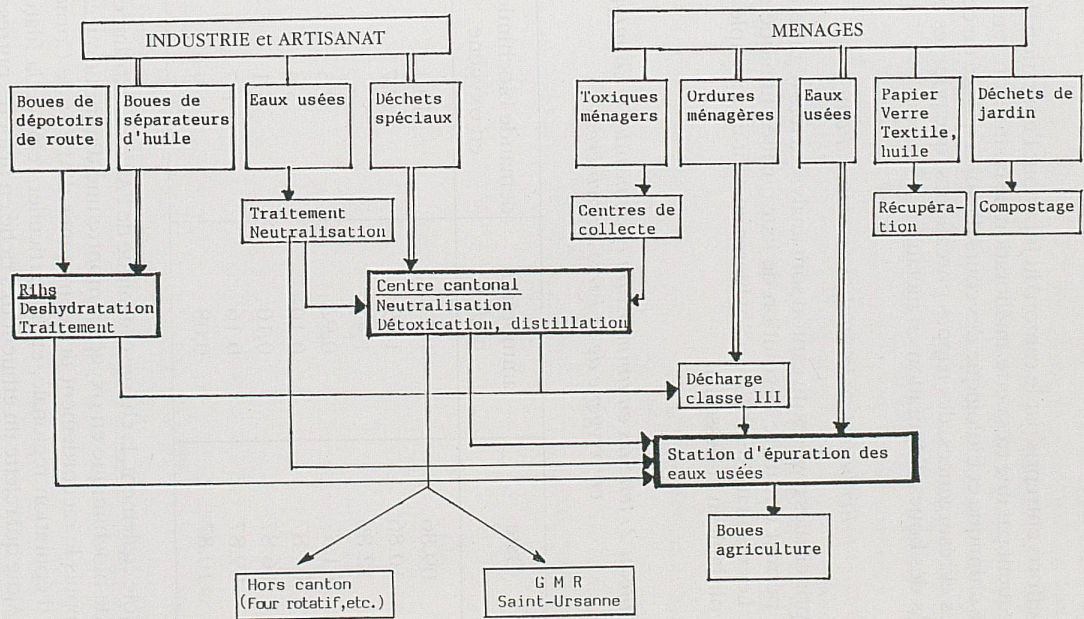 INDUSTRIE et ARTISANAT
MENAGES
Boues de
dépotoirs
de route
Boues de
séparateurs
d'huile
Eaux usées
Déchets
spéciaux
Toxiques
ménagers
Ordures
ménagères
Eaux
usées
Papier
Verre
Textile,
huile
Déchets de
jardin
Traitement
Neutralisation
Centres de
collecte
Récupéra-
tion
Compostage
Rihs
Deshydratation
Traitement
Centre cantonal
Neutralisation
Détoxication, distillation
Décharge
classe III
Station d'épuration des
eaux usées
Boues
agriculture
Hors canton
(Four rotatif,etc.)
G M R
Saint-Ursanne